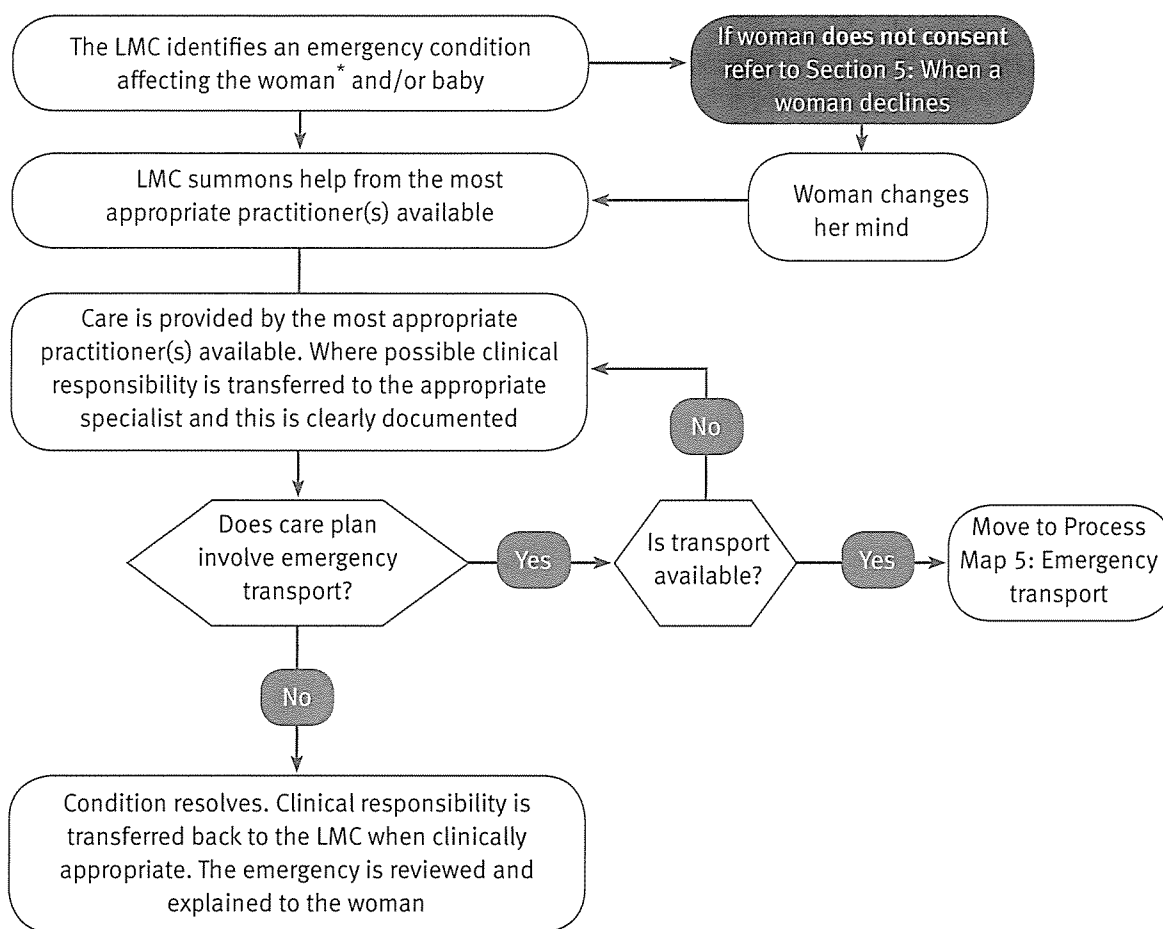 The LMC identifies an emergency condition
affecting the woman* and/or baby
If woman does not consent
refer to Section 5: When a
woman declines
LMC summons help from the most
appropriate practitioner(s) available
Woman changes
her mind
Care is provided by the most appropriate
practitioner(s) available. Where possible clinical
responsibility is transferred to the appropriate
specialist and this is clearly documented
No
Does care plan
involve emergency
transport?
Yes
Is transport
available?
Yes
Move to Process
Map 5: Emergency
transport
No
Condition resolves. Clinical responsibility is
transferred back to the LMC when clinically
appropriate. The emergency is reviewed and
explained to the woman